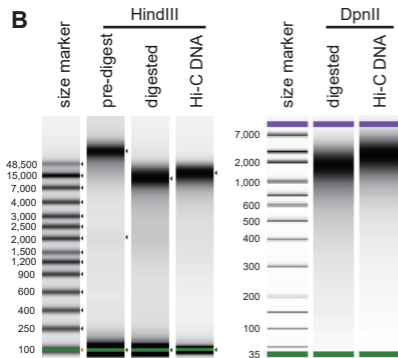 B
HindIII
DpnII
size marker
pre-digest
digested
Hi-C DNA
size marker
digested
Hi-C DNA
48,500
15,000
7,000
4,000
3,000
2,500
2,000
1,500
1,200
900
600
400
250
100
7,000
2,000
1,000
600
500
400
300
200
100
35